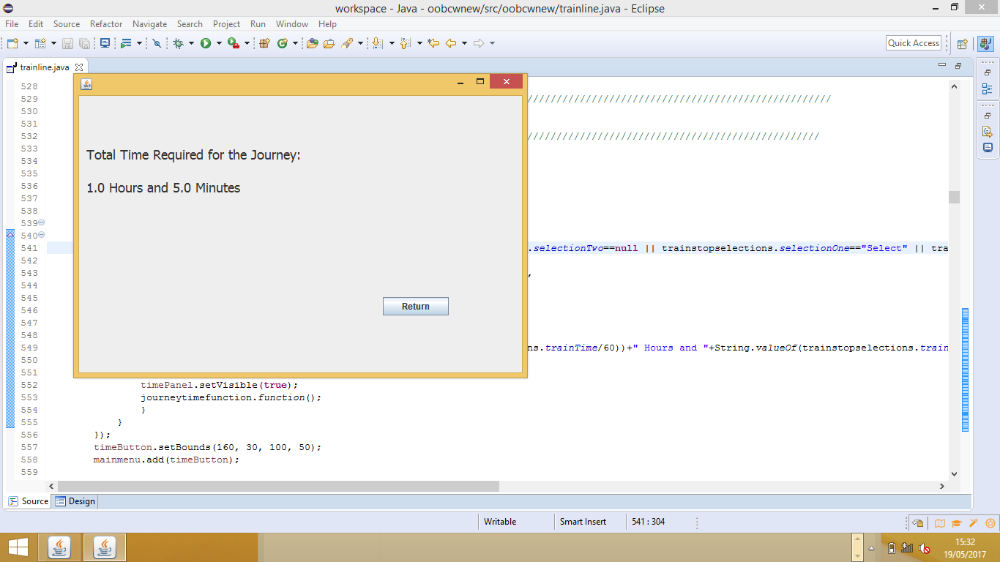 workspace - Java - oobcwnew/src/oobcwnew/trainline.java - Eclipse
File Edit Source Refactor Navigate Search Project Run Window Help
Quick Access
trainline.java
528
529 ////////////////////////////////////////////////////
530
531
532 //////////////////////////////////////////////////
533
534
535
536
537
538
539
540
541 .selectionTwo==null || trainstopselections.selectionOne=="Select" || tra
542
543 ,
544
545
546
547
548
549 ns.trainTime/60))+" Hours and "+String.valueOf(trainstopselections.train
550
551
552 timePanel.setVisible(true);
553 journeytimefunction.function();
554 }
555 }
556 });
557 timeButton.setBounds(160, 30, 100, 50);
558 mainmenu.add(timeButton);
559
Total Time Required for the Journey:
1.0 Hours and 5.0 Minutes
Return
Source Design
Writable Smart Insert 541 : 304
15:32
19/05/2017